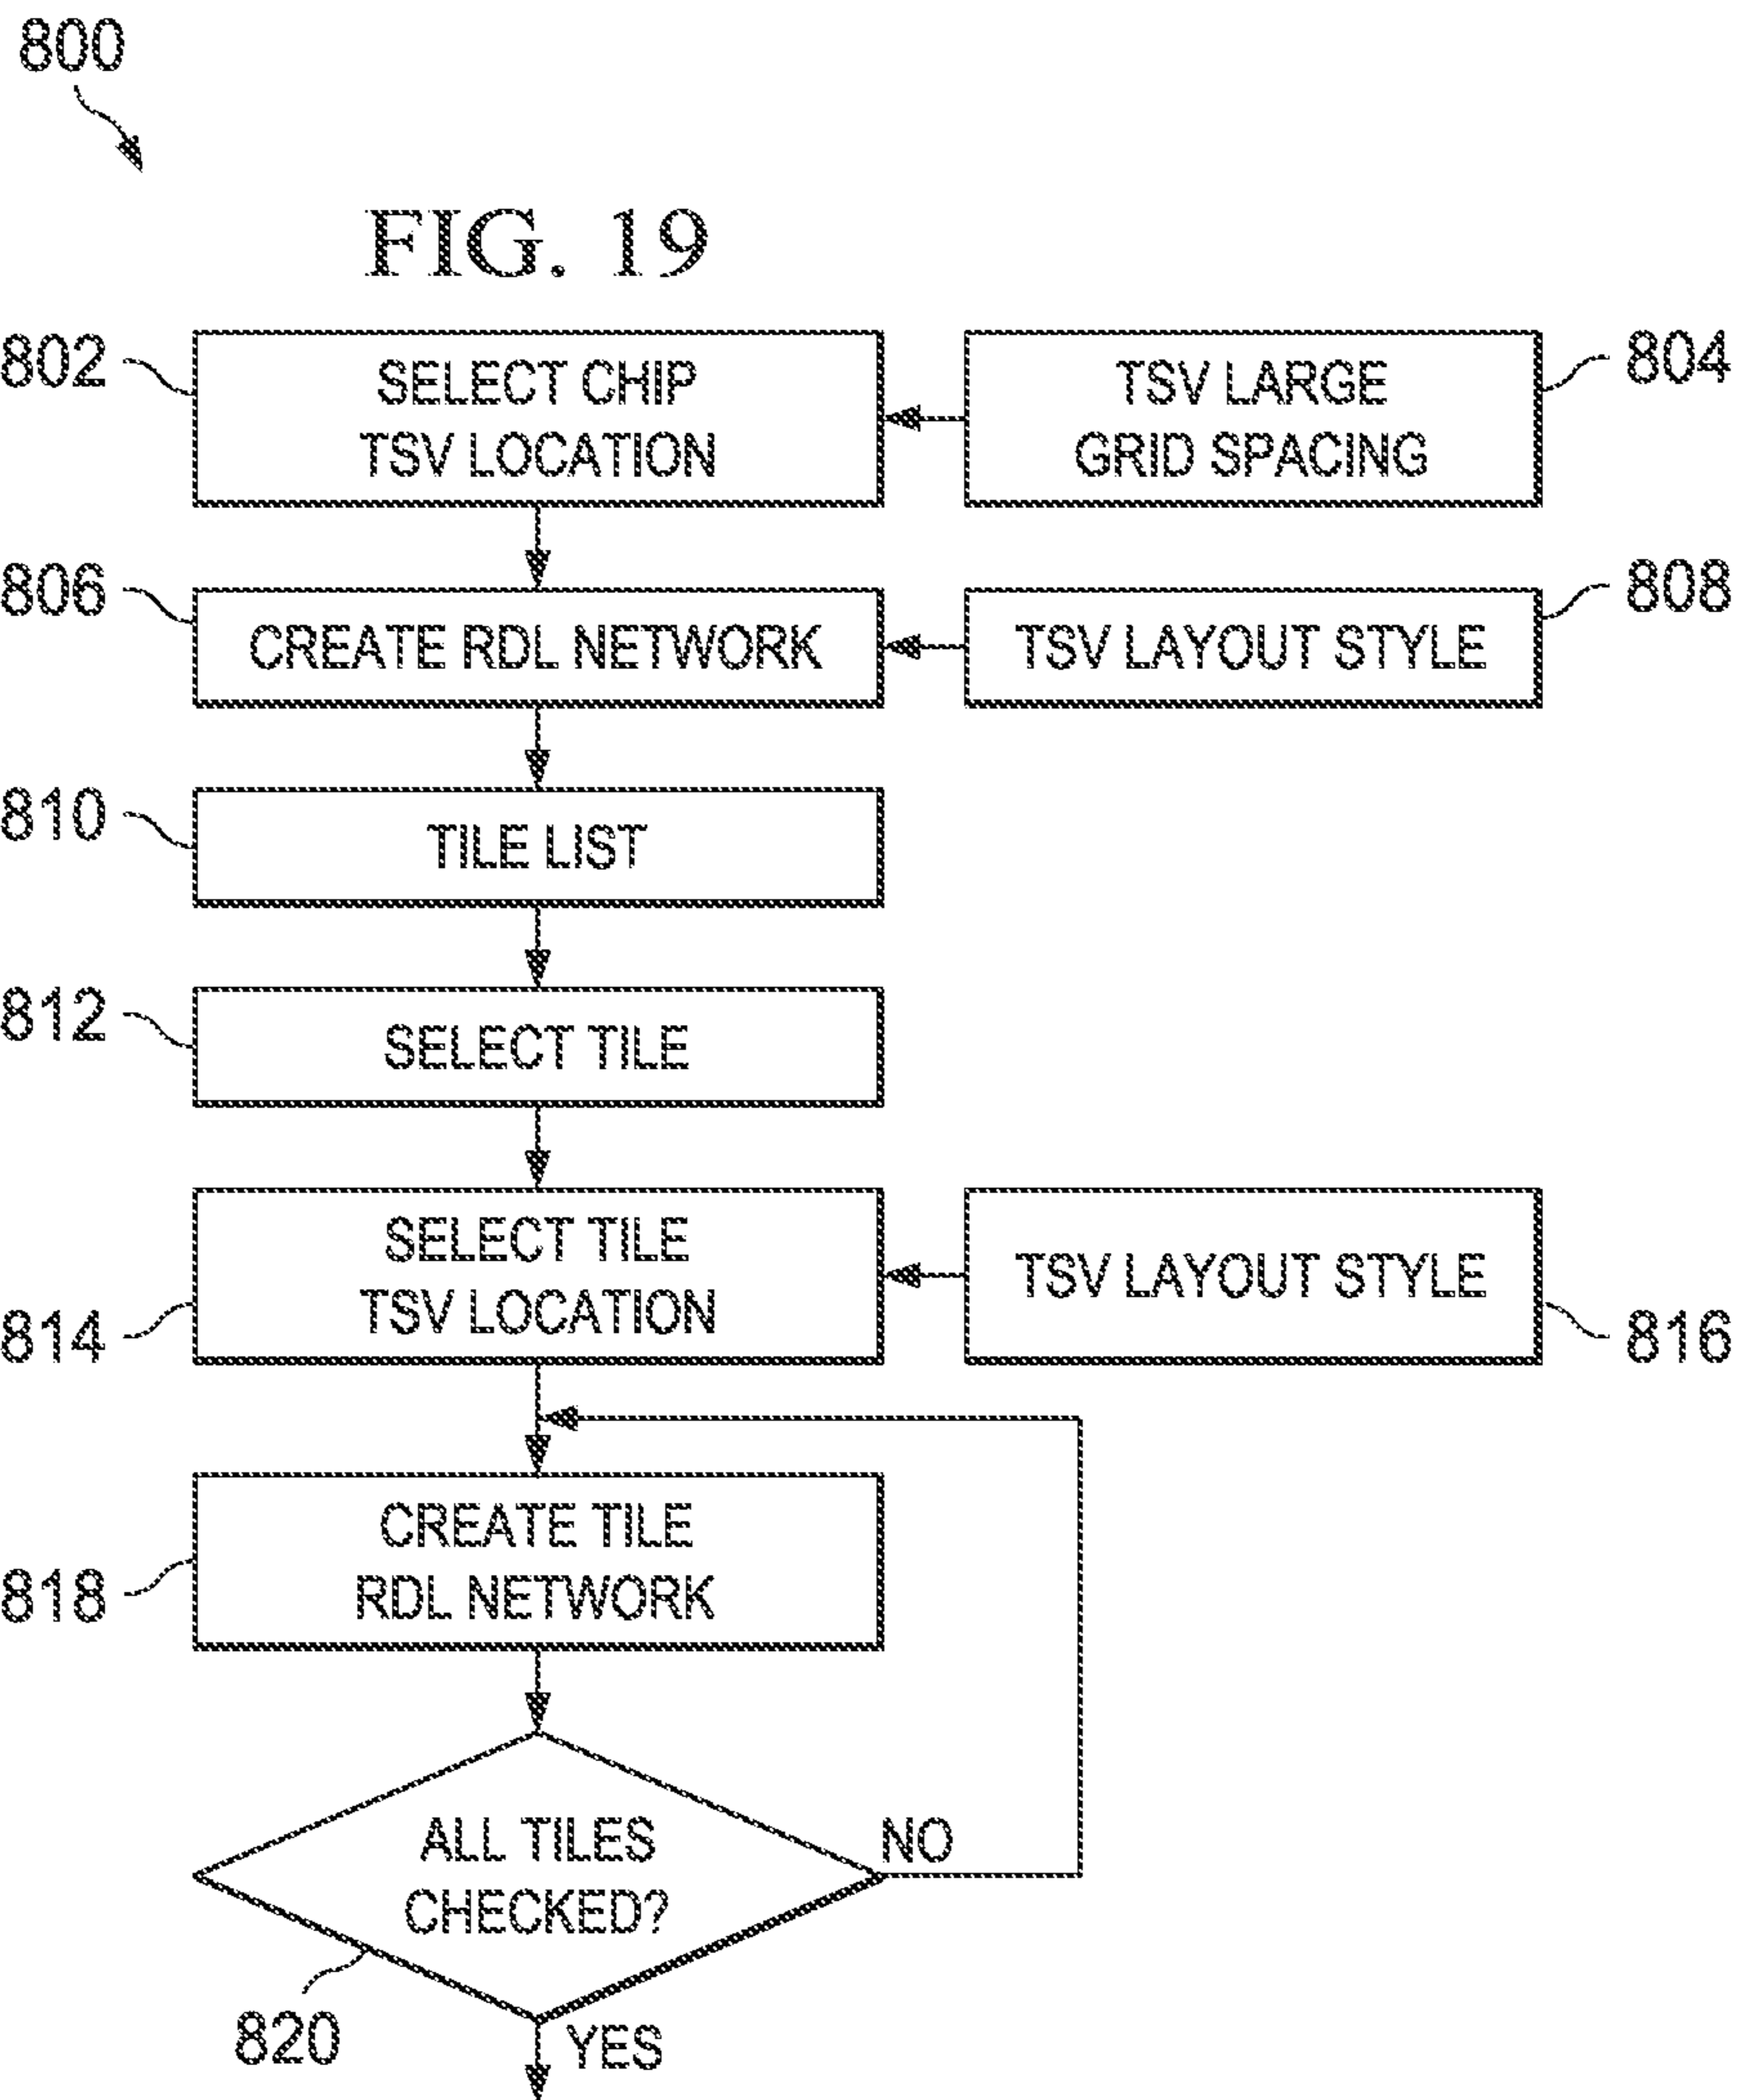 800
FIG. 19
802
SELECT CHIP
TSV LOCATION
TSV LARGE
GRID SPACING
804
806
CREATE RDL NETWORK
TSV LAYOUT STYLE
808
810
TILE LIST
812
SELECT TILE
814
SELECT TILE
TSV LOCATION
TSV LAYOUT STYLE
816
818
CREATE TILE
RDL NETWORK
ALL TILES
CHECKED?
NO
820
YES